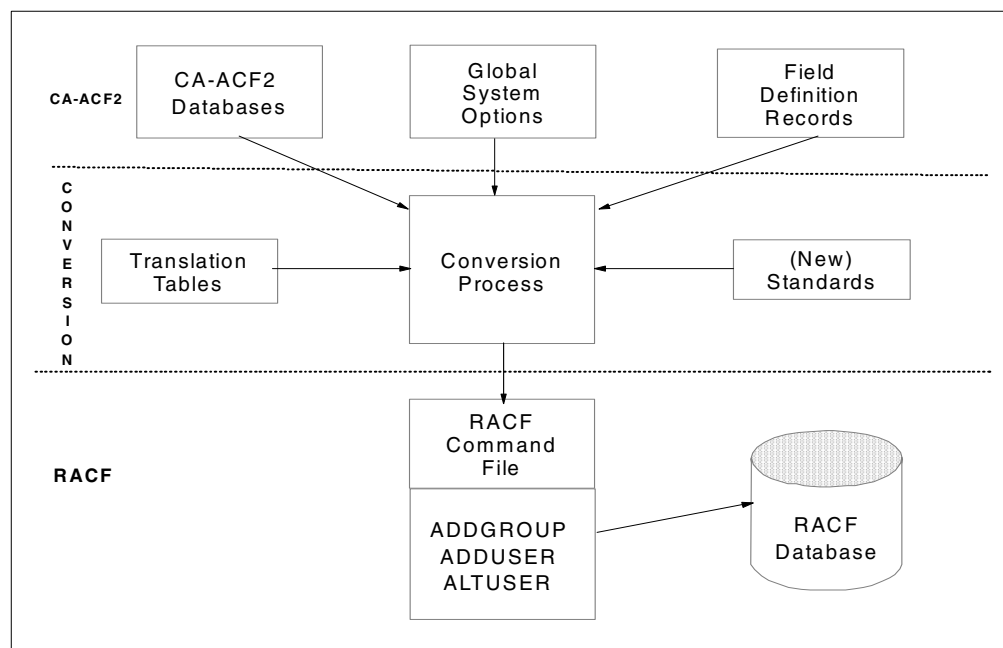 CA-ACF2
CA-ACF2
Databases
Global
System
Options
Field
Definition
Records
CONVERSION
Translation
Tables
Conversion
Process
(New)
Standards
RACF
RACF
Command
File
ADDGROUP
ADDUSER
ALTUSER
RACF
Database